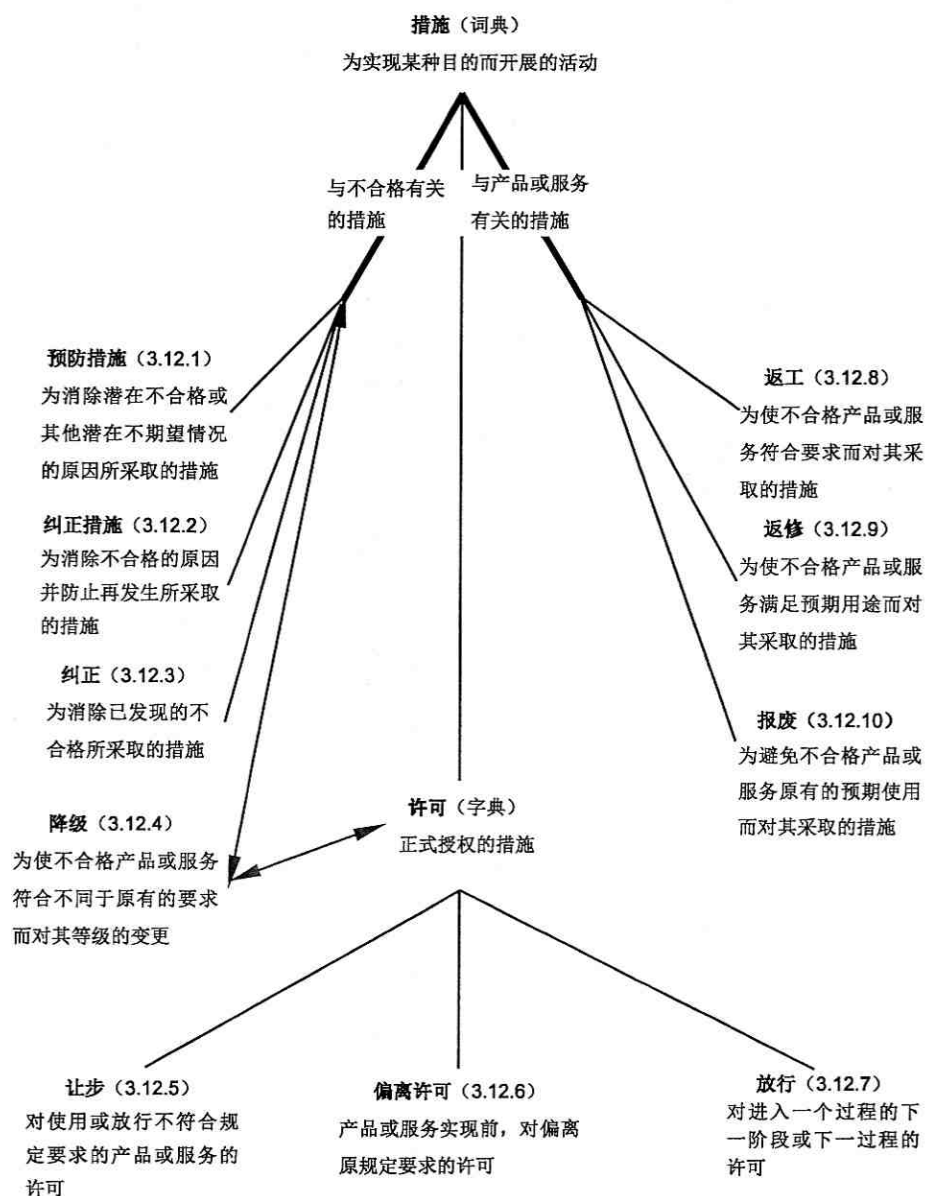 措施（词典）
为实现某种目的而开展的活动
与不合格有关
的措施
与产品或服务
有关的措施
预防措施（3.12.1）
为消除潜在不合格或
其他潜在不期望情况
的原因所采取的措施
纠正措施（3.12.2）
为消除不合格的原因
并防止再发生所采取
的措施
纠正（3.12.3）
为消除已发现的不
合格所采取的措施
降级（3.12.4）
为使不合格产品或服务
符合不同于原有的要求
而对其等级的变更
返工（3.12.8）
为使不合格产品或服
务符合要求而对其采
取的措施
返修（3.12.9）
为使不合格产品或服
务满足预期用途而对
其采取的措施
报废（3.12.10）
为避免不合格产品或
服务原有的预期使用
而对其采取的措施
许可（字典）
正式授权的措施
让步（3.12.5）
对使用或放行不符合规
定要求的产品或服务的
许可
偏离许可（3.12.6）
产品或服务实现前，对偏离
原规定要求的许可
放行（3.12.7）
对进入一个过程的下
一阶段或下一过程的
许可